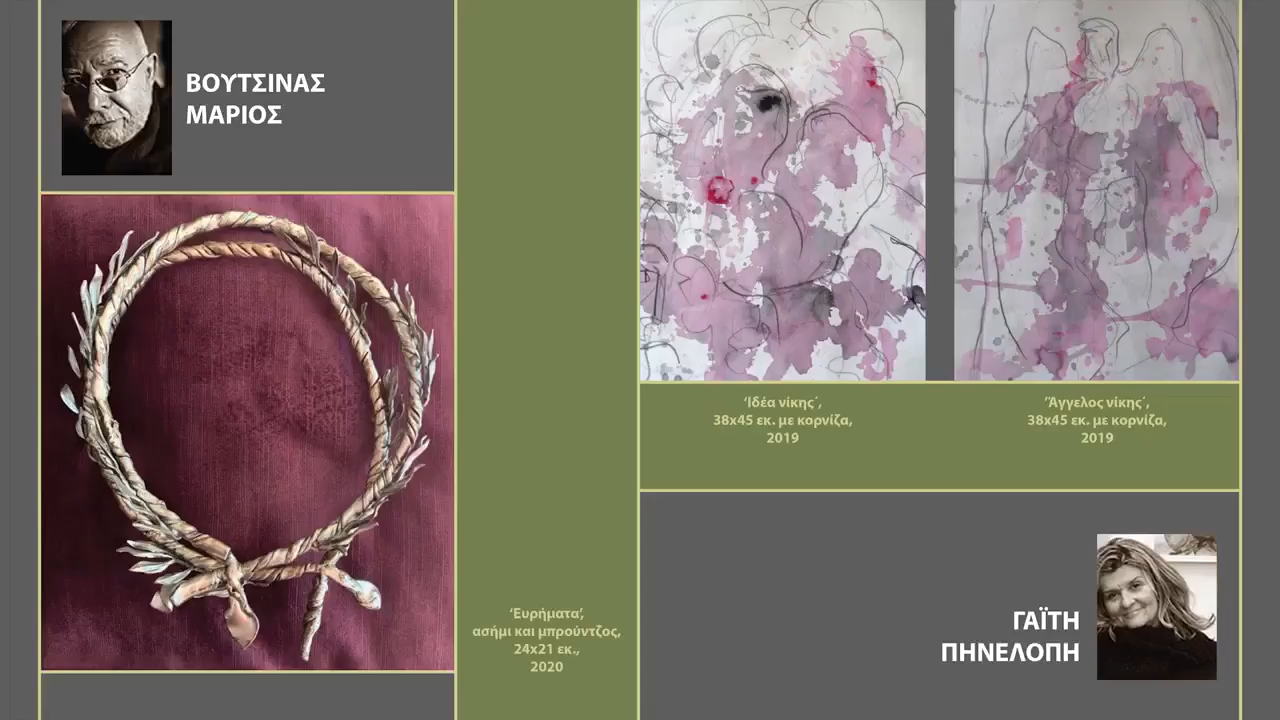 ΒΟΥΤΣΙΝΑΣ
ΜΑΡΙΟΣ
‘Ευρήματα’,
ασήμι και μπρούντζος,
24x21 εκ.,
2020
‘Ιδέα νίκης΄,
38x45 εκ. με κορνίζα,
2019
‘Άγγελος νίκης΄,
38x45 εκ. με κορνίζα,
2019
ΓΑΪΤΗ
ΠΗΝΕΛΟΠΗ